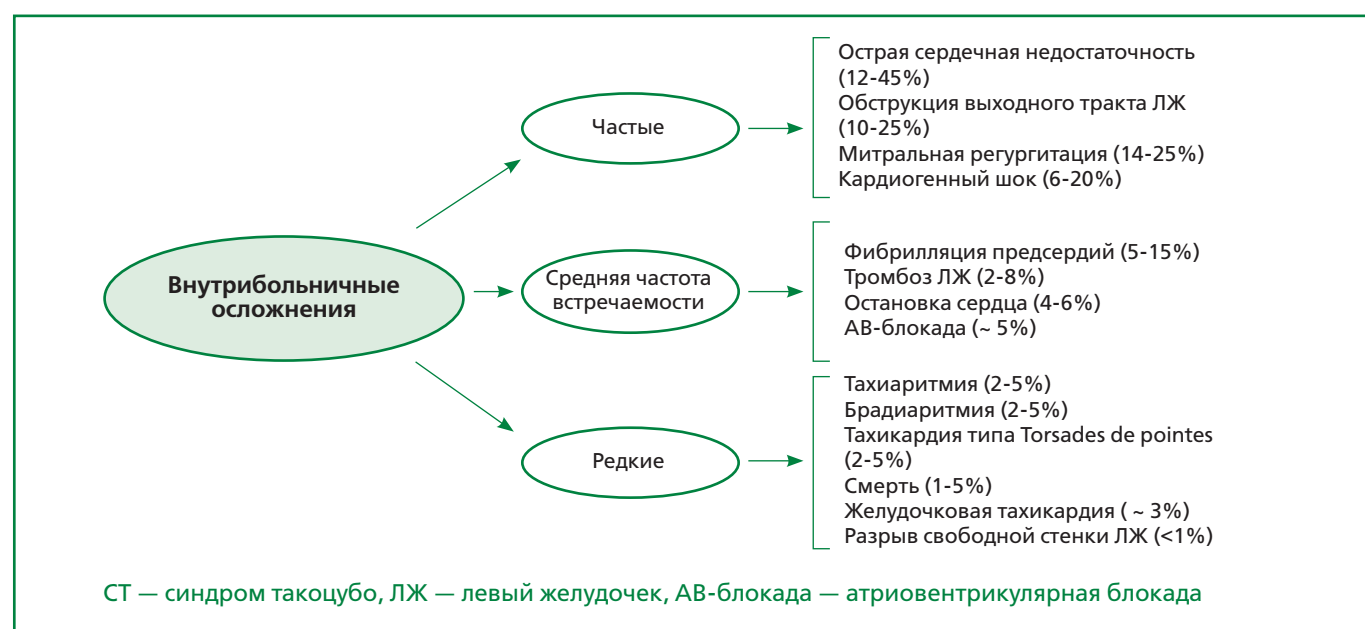 Внутрибольничные
осложнения
Частые
Острая сердечная недостаточность
(12-45%)
Обструкция выходного тракта ЛЖ
(10-25%)
Митральная регургитация (14-25%)
Кардиогенный шок (6-20%)
Средняя частота
встречаемости
Фибрилляция предсердий (5-15%)
Тромбоз ЛЖ (2-8%)
Остановка сердца (4-6%)
АВ-блокада (~ 5%)
Редкие
Тахиаритмия (2-5%)
Брадиаритмия (2-5%)
Тахикардия типа Torsades de pointes
(2-5%)
Смерть (1-5%)
Желудочковая тахикардия ( ~ 3%)
Разрыв свободной стенки ЛЖ (<1%)
СТ — синдром такоцубо, ЛЖ — левый желудочек, АВ-блокада — атриовентрикулярная блокада